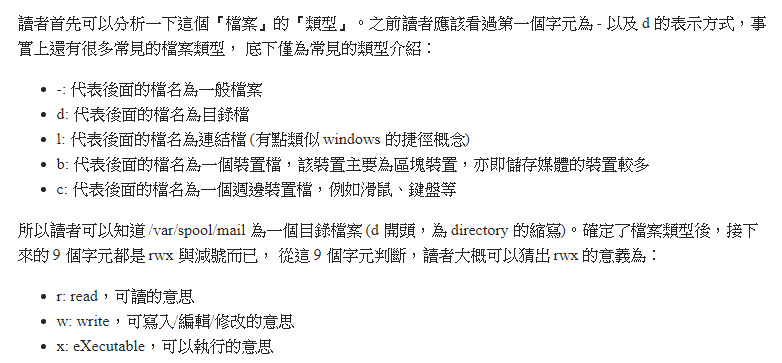 讀者首先可以分析一下這個『檔案』的『類型』。之前讀者應該看過第一個字元為 - 以及 d 的表示方式，事
實上還有很多常見的檔案類型， 底下僅為常見的類型介紹：
• -: 代表後面的檔名為一般檔案
• d: 代表後面的檔名為目錄檔
• l: 代表後面的檔名為連結檔 (有點類似 windows 的捷徑概念)
• b: 代表後面的檔名為一個裝置檔，該裝置主要為區塊裝置，亦即儲存媒體的裝置較多
• c: 代表後面的檔名為一個週邊裝置檔，例如滑鼠、鍵盤等
所以讀者可以知道 /var/spool/mail 為一個目錄檔案 (d 開頭，為 directory 的縮寫)。確定了檔案類型後，接下
來的 9 個字元都是 rwx 與減號而已， 從這 9 個字元判斷，讀者大概可以猜出 rwx 的意義為：
• r: read，可讀的意思
• w: write，可寫入/編輯/修改的意思
• x: eXecutable，可以執行的意思